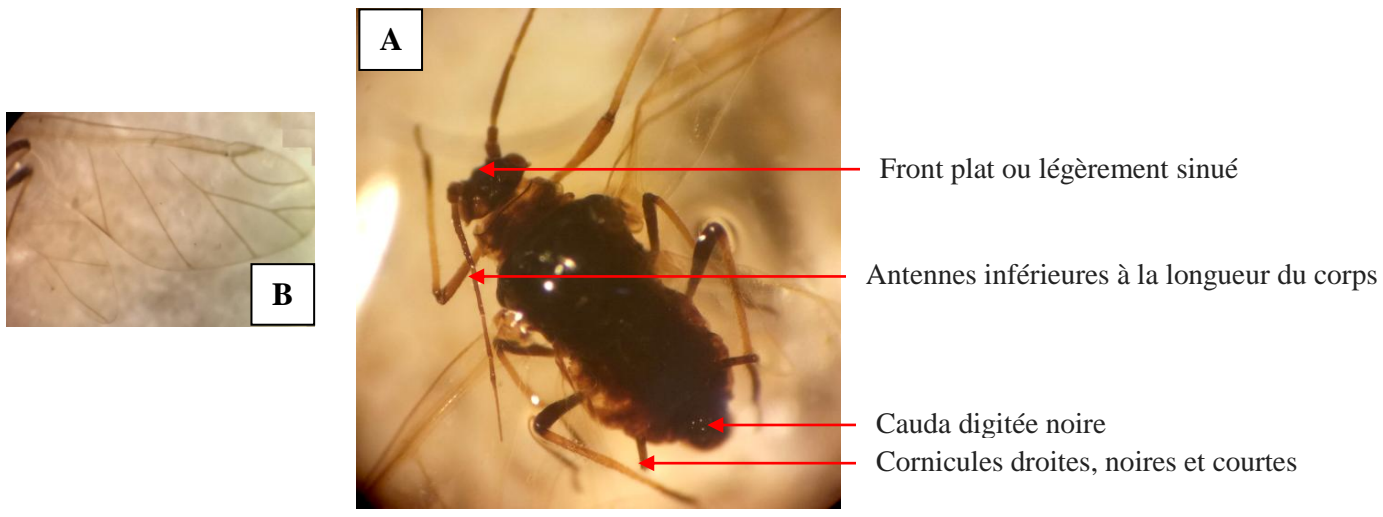 A
B
Front plat ou légèrement sinué
Antennes inférieures à la longueur du corps
Cauda digitée noire
Cornicules droites, noires et courtes